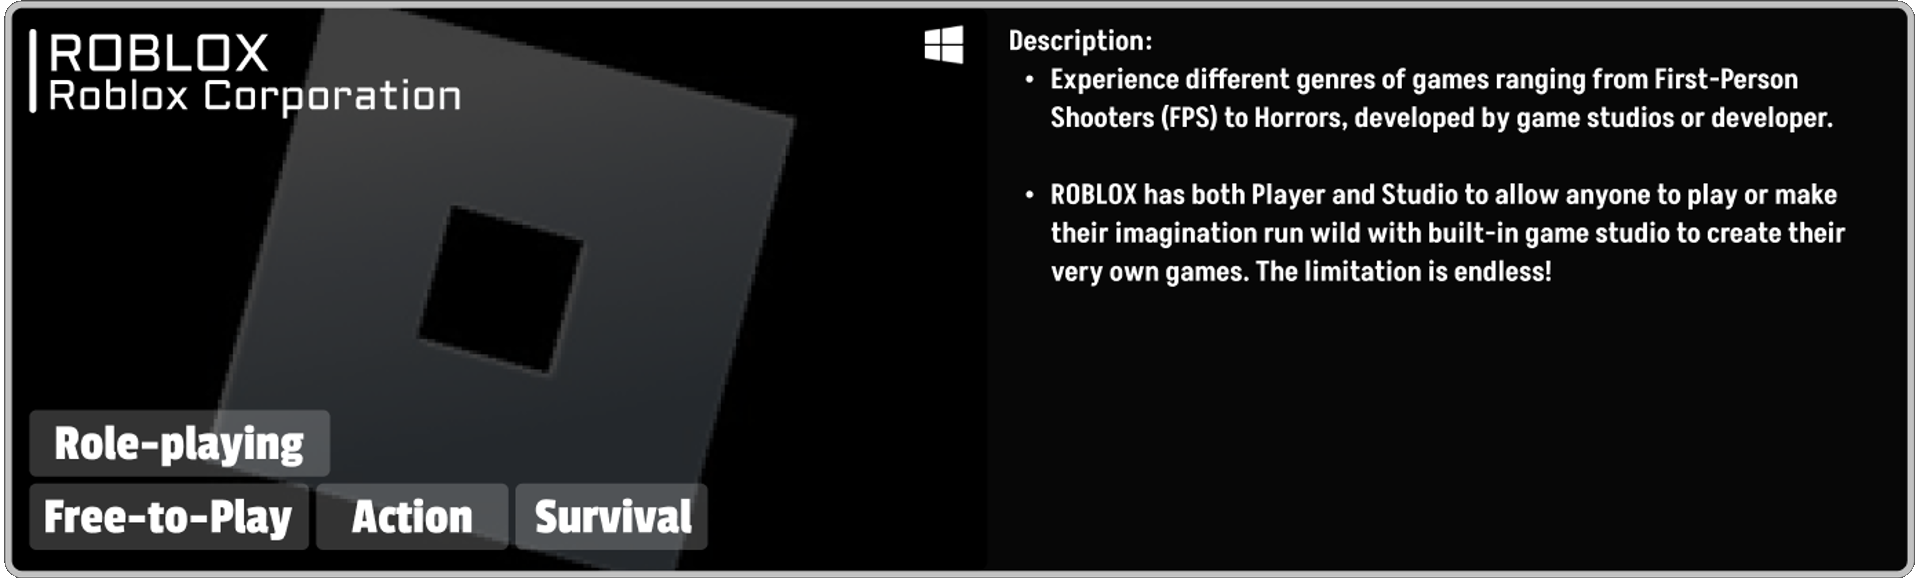 ROBLOX
Roblox Corporation
Role-playing
Free-to-Play Action Survival
Description:
• Experience different genres of games ranging from First-Person
Shooters (FPS) to Horrors, developed by game studios or developer.
• ROBLOX has both Player and Studio to allow anyone to play or make
their imagination run wild with built-in game studio to create their
very own games. The limitation is endless!